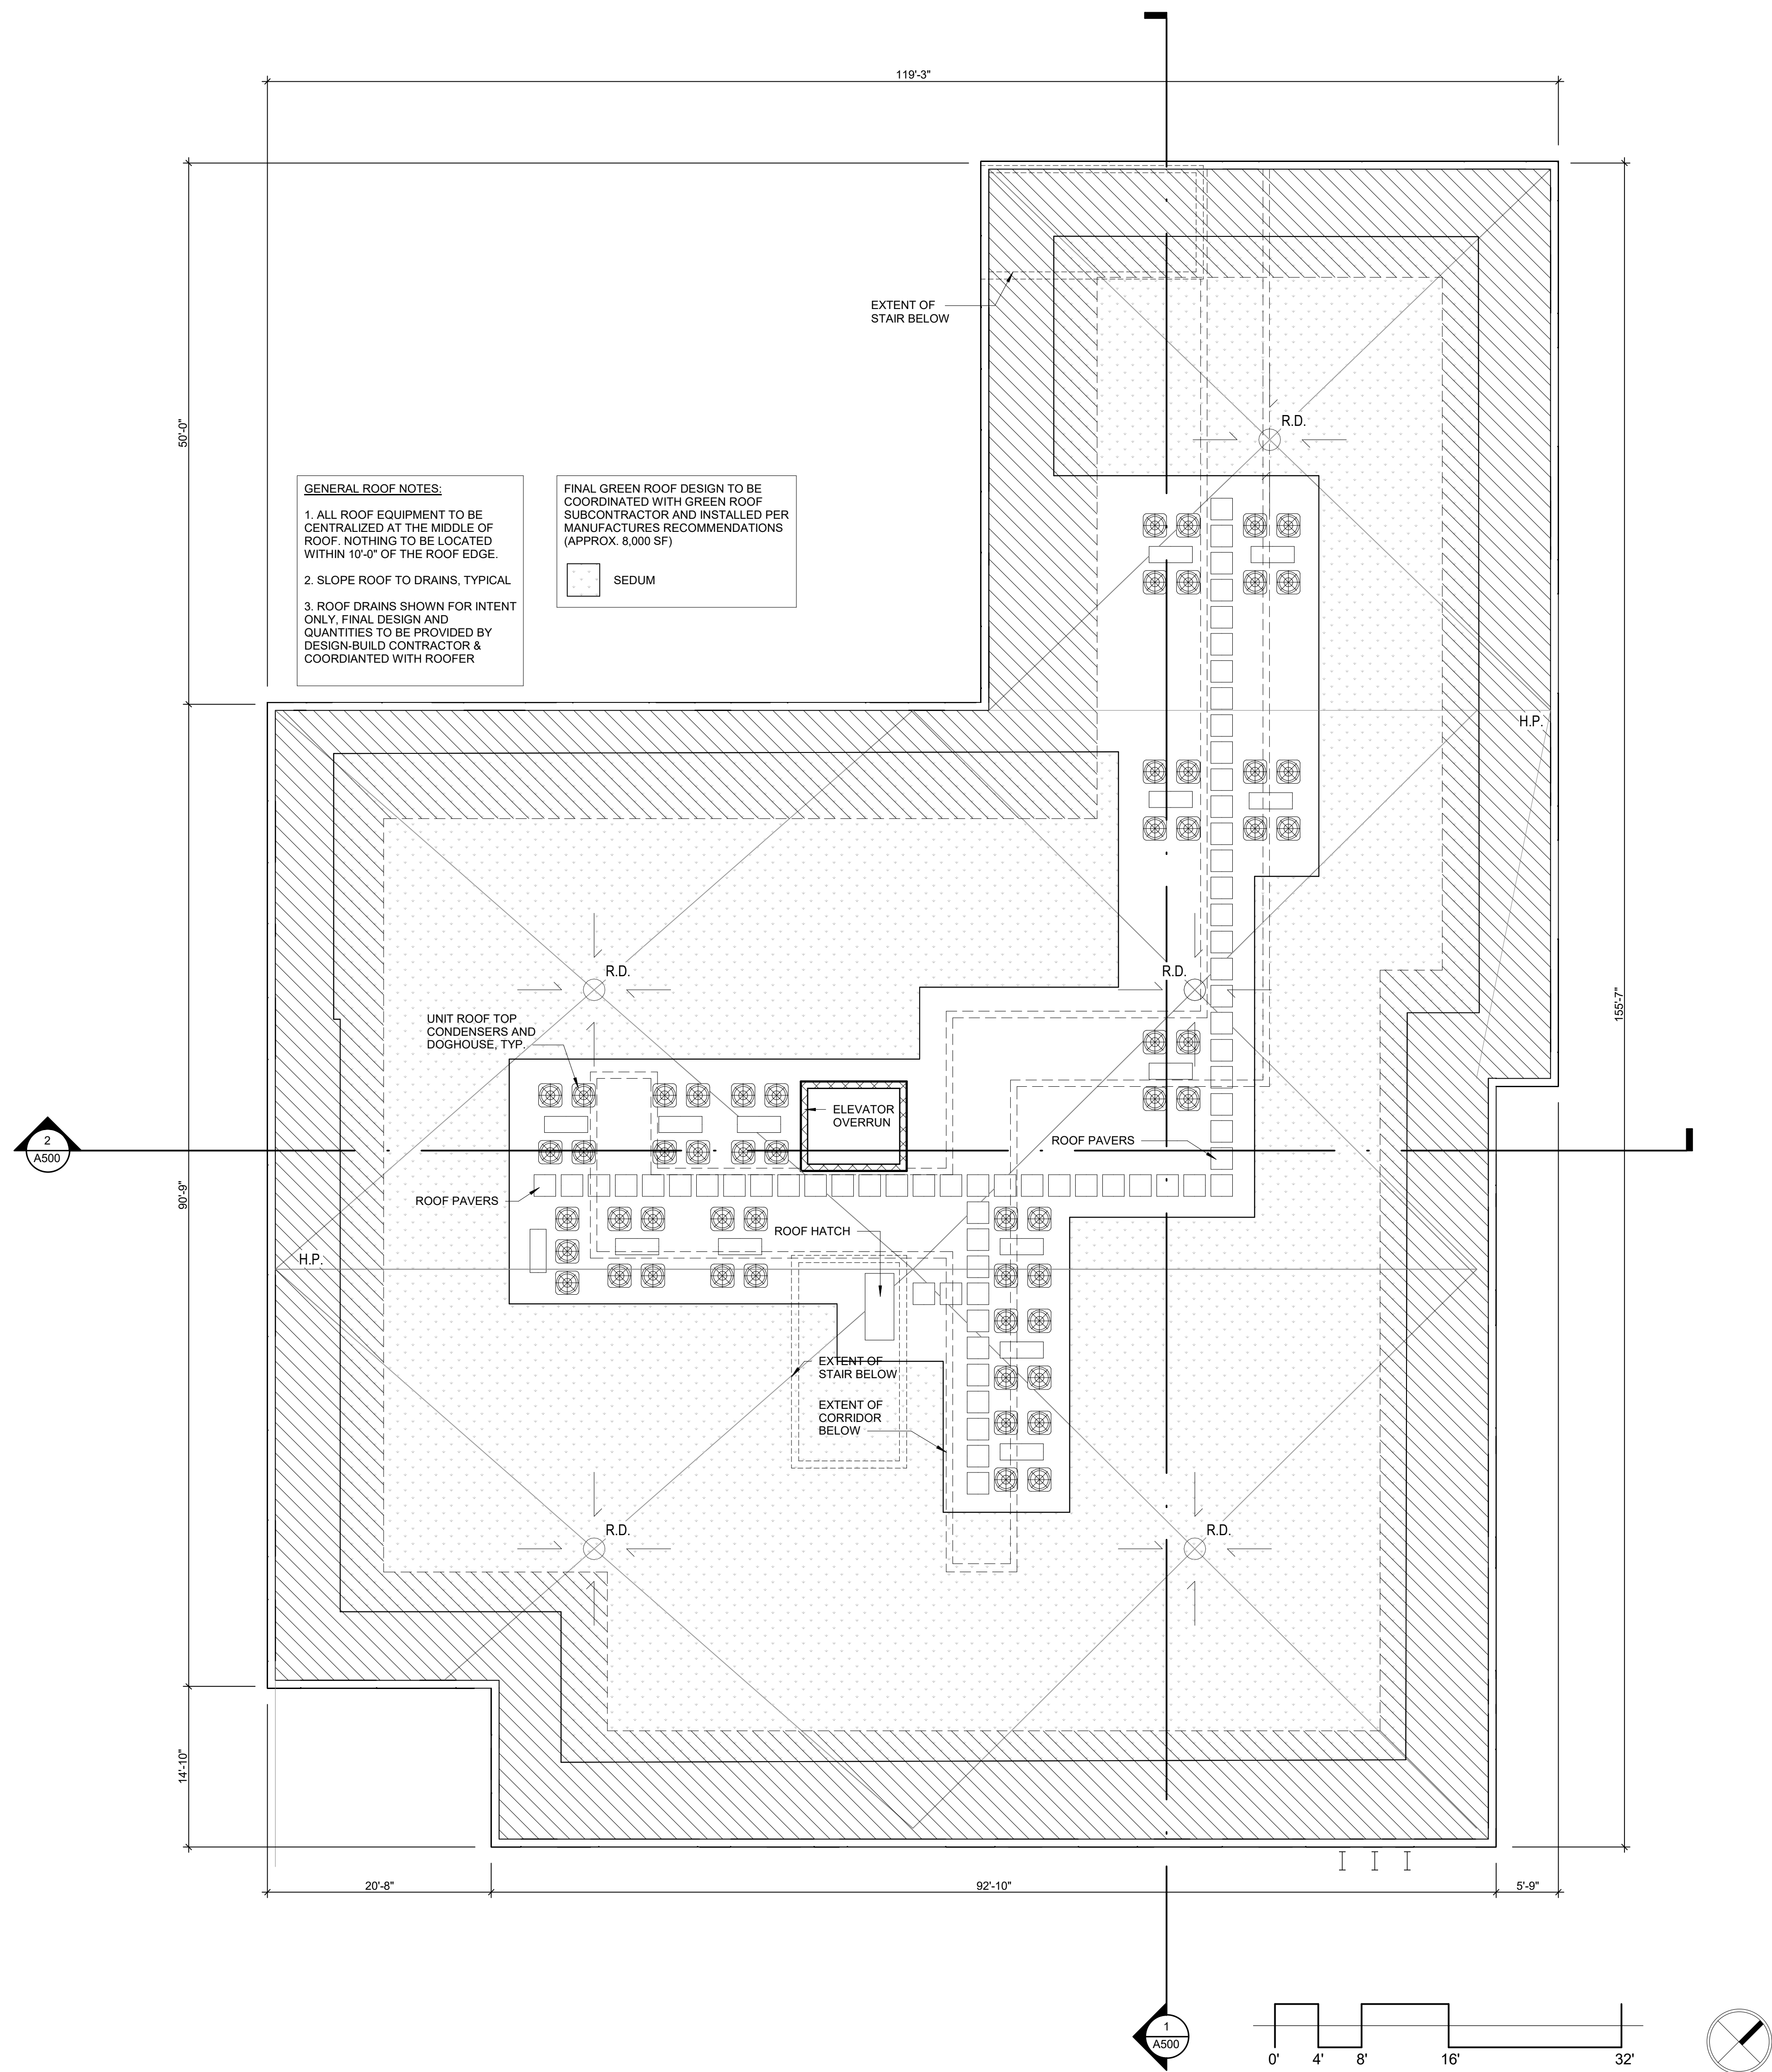 119'-3"
50'-0"
EXTENT OF
STAIR BELOW
R.D.
GENERAL ROOF NOTES:
1. ALL ROOF EQUIPMENT TO BE
CENTRALIZED AT THE MIDDLE OF
ROOF. NOTHING TO BE LOCATED
WITHIN 10'-0" OF THE ROOF EDGE.
2. SLOPE ROOF TO DRAINS, TYPICAL
3. ROOF DRAINS SHOWN FOR INTENT
ONLY, FINAL DESIGN AND
QUANTITIES TO BE PROVIDED BY
DESIGN-BUILD CONTRACTOR &
COORDIANTED WITH ROOFER
FINAL GREEN ROOF DESIGN TO BE
COORDINATED WITH GREEN ROOF
SUBCONTRACTOR AND INSTALLED PER
MANUFACTURES RECOMMENDATIONS
(APPROX. 8,000 SF)
SEDUM
H.P.
R.D.
R.D.
155'-7"
UNIT ROOF TOP
CONDENSERS AND
DOGHOUSE, TYP.
ELEVATOR
OVERRUN
2
A500
ROOF PAVERS
90'-9"
ROOF PAVERS
ROOF HATCH
H.P.
EXTENT OF
STAIR BELOW
EXTENT OF
CORRIDOR
BELOW
R.D.
R.D.
14'-10"
20'-8"
92'-10"
5'-9"
1
A500
0'
4'
8'
16'
32'